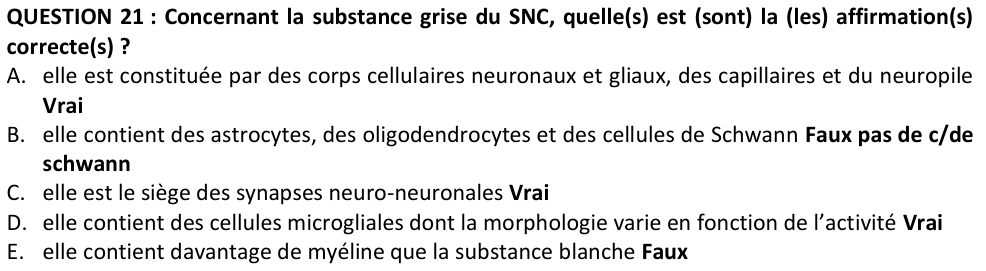 QUESTION 21 : Concernant la substance grise du SNC, quelle(s) est (sont) la (les) affirmation(s)
correcte(s) ?
A. elle est constituée par des corps cellulaires neuronaux et gliaux, des capillaires et du neuropile
Vrai
B. elle contient des astrocytes, des oligodendrocytes et des cellules de Schwann Faux pas de c/de
schwann
C. elle est le siège des synapses neuro-neuronales Vrai
D. elle contient des cellules microgliales dont la morphologie varie en fonction de l’activité Vrai
E. elle contient davantage de myéline que la substance blanche Faux